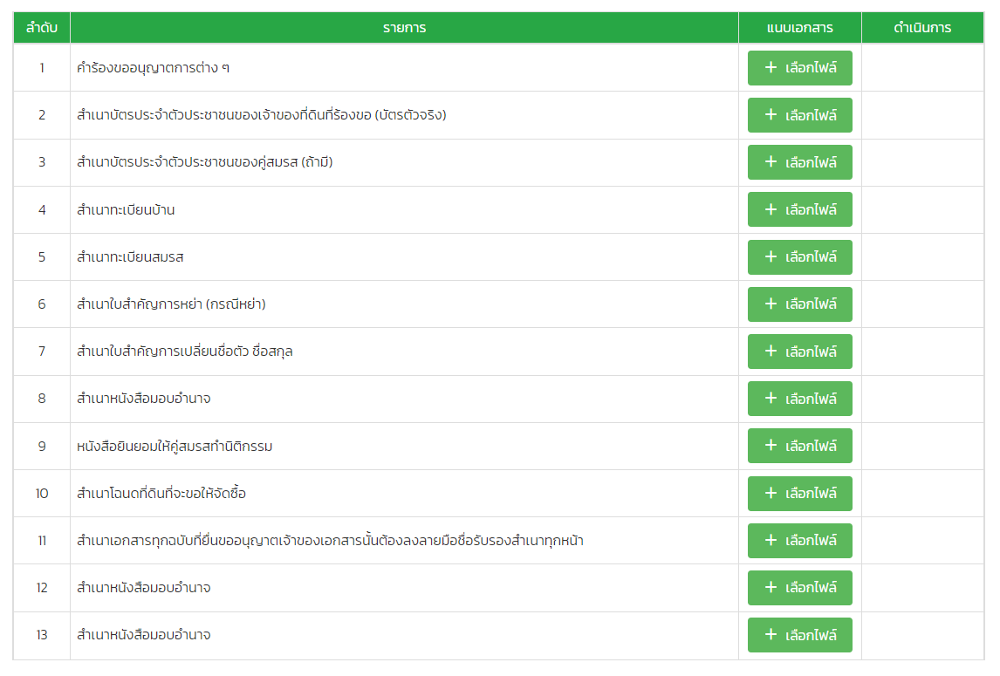 ลำดับ รายการ แนบเอกสาร ดำเนินการ
1 คำร้องขออนุญาตการต่าง ๆ + เลือกไฟล์
2 สำเนาบัตรประจำตัวประชาชนของเจ้าของที่ดินที่ร้องขอ (บัตรตัวจริง) + เลือกไฟล์
3 สำเนาบัตรประจำตัวประชาชนของคู่สมรส (ถ้ามี) + เลือกไฟล์
4 สำเนาทะเบียนบ้าน + เลือกไฟล์
5 สำเนาทะเบียนสมรส + เลือกไฟล์
6 สำเนาใบสำคัญการหย่า (กรณีหย่า) + เลือกไฟล์
7 สำเนาใบสำคัญการเปลี่ยนชื่อตัว ชื่อสกุล + เลือกไฟล์
8 สำเนาหนังสือมอบอำนาจ + เลือกไฟล์
9 หนังสือยินยอมให้คู่สมรสทำนิติกรรม + เลือกไฟล์
10 สำเนาโฉนดที่ดินที่จะขอให้จัดซื้อ + เลือกไฟล์
11 สำเนาเอกสารทุกฉบับที่ยื่นขออนุญาตเจ้าของเอกสารนั้นต้องลงลายมือชื่อรับรองสำเนาทุกหน้า + เลือกไฟล์
12 สำเนาหนังสือมอบอำนาจ + เลือกไฟล์
13 สำเนาหนังสือมอบอำนาจ + เลือกไฟล์